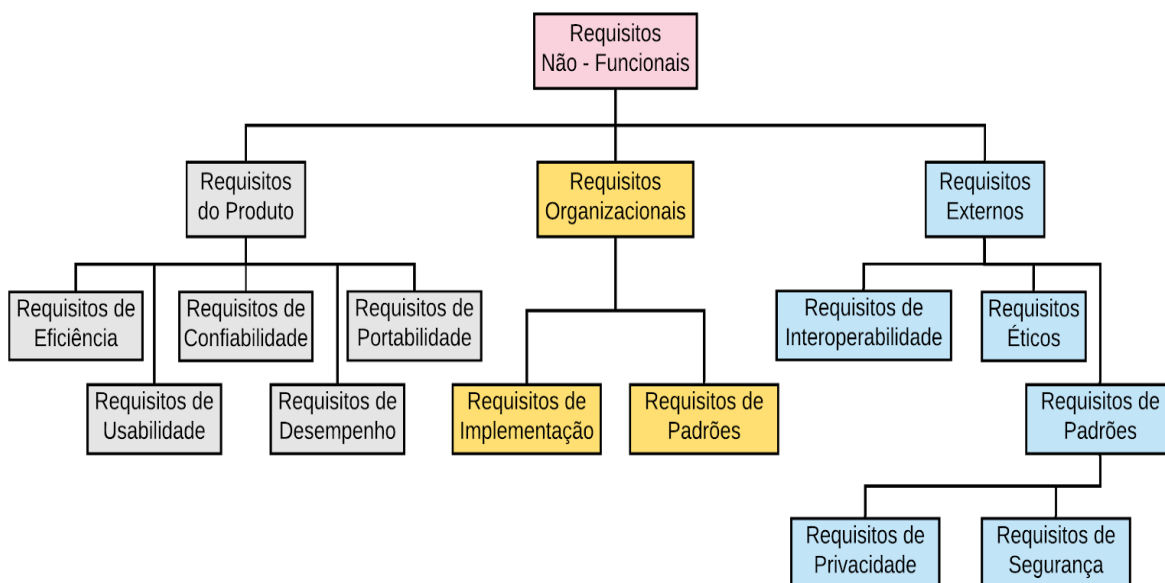 Requisitos
Não - Funcionais
Requisitos
do Produto
Requisitos
Organizacionais
Requisitos
Externos
Requisitos de
Eficiência
Requisitos de
Confiabilidade
Requisitos de
Portabilidade
Requisitos de
Usabilidade
Requisitos de
Desempenho
Requisitos de
Implementação
Requisitos de
Padrões
Requisitos de
Interoperabilidade
Requisitos
Éticos
Requisitos de
Padrões
Requisitos de
Privacidade
Requisitos de
Segurança